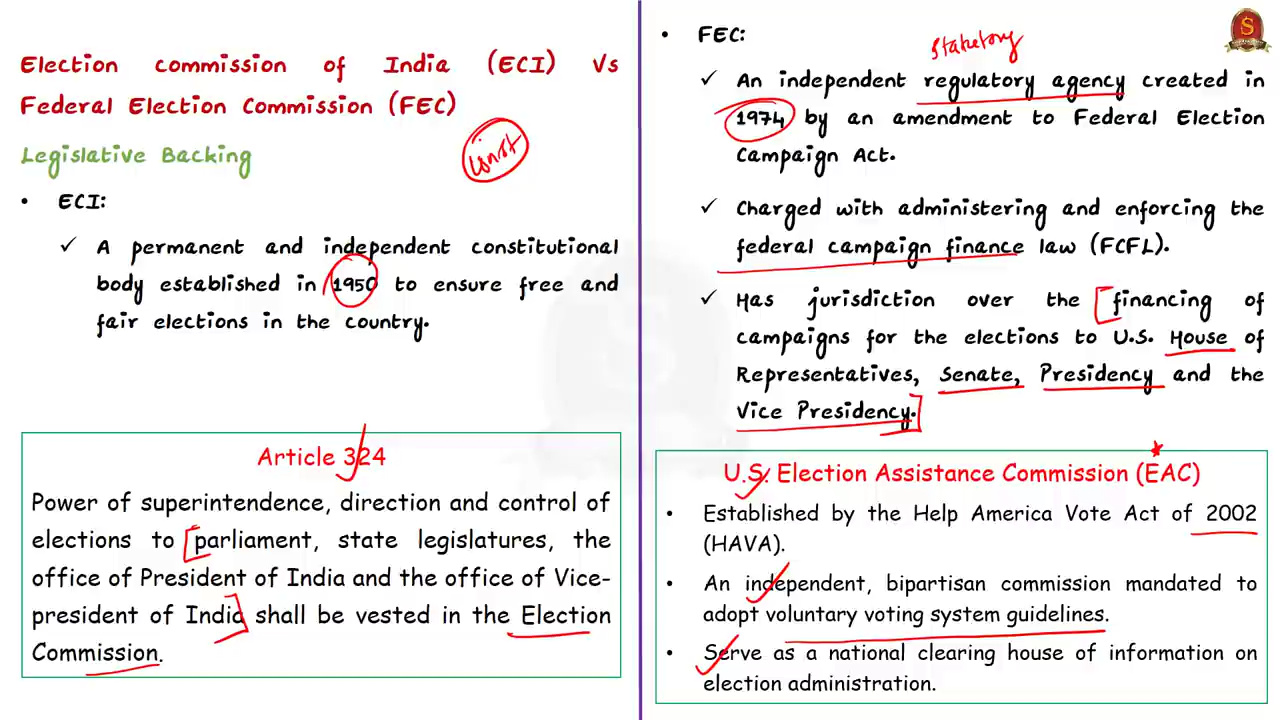 Election commission of India (ECI) Vs
Federal Election Commission (FEC)
Const
Legislative Backing
• ECI:
✓ A permanent and independent constitutional
body established in 1950 to ensure free and
fair elections in the country.
Article 324
Power of superintendence, direction and control of
elections to parliament, state legislatures, the
office of President of India and the office of Vice-
president of India shall be vested in the Election
Commission.
• FEC:
Statutory
✓ An independent regulatory agency created in
1974 by an amendment to Federal Election
Campaign Act.
✓ Charged with administering and enforcing the
federal campaign finance law (FCFL).
✓ Has jurisdiction over the financing of
campaigns for the elections to U.S. House of
Representatives, Senate, Presidency and the
Vice Presidency.
U.S. Election Assistance Commission (EAC)
• Established by the Help America Vote Act of 2002
(HAVA).
• An independent, bipartisan commission mandated to
adopt voluntary voting system guidelines.
• Serve as a national clearing house of information on
election administration.
S